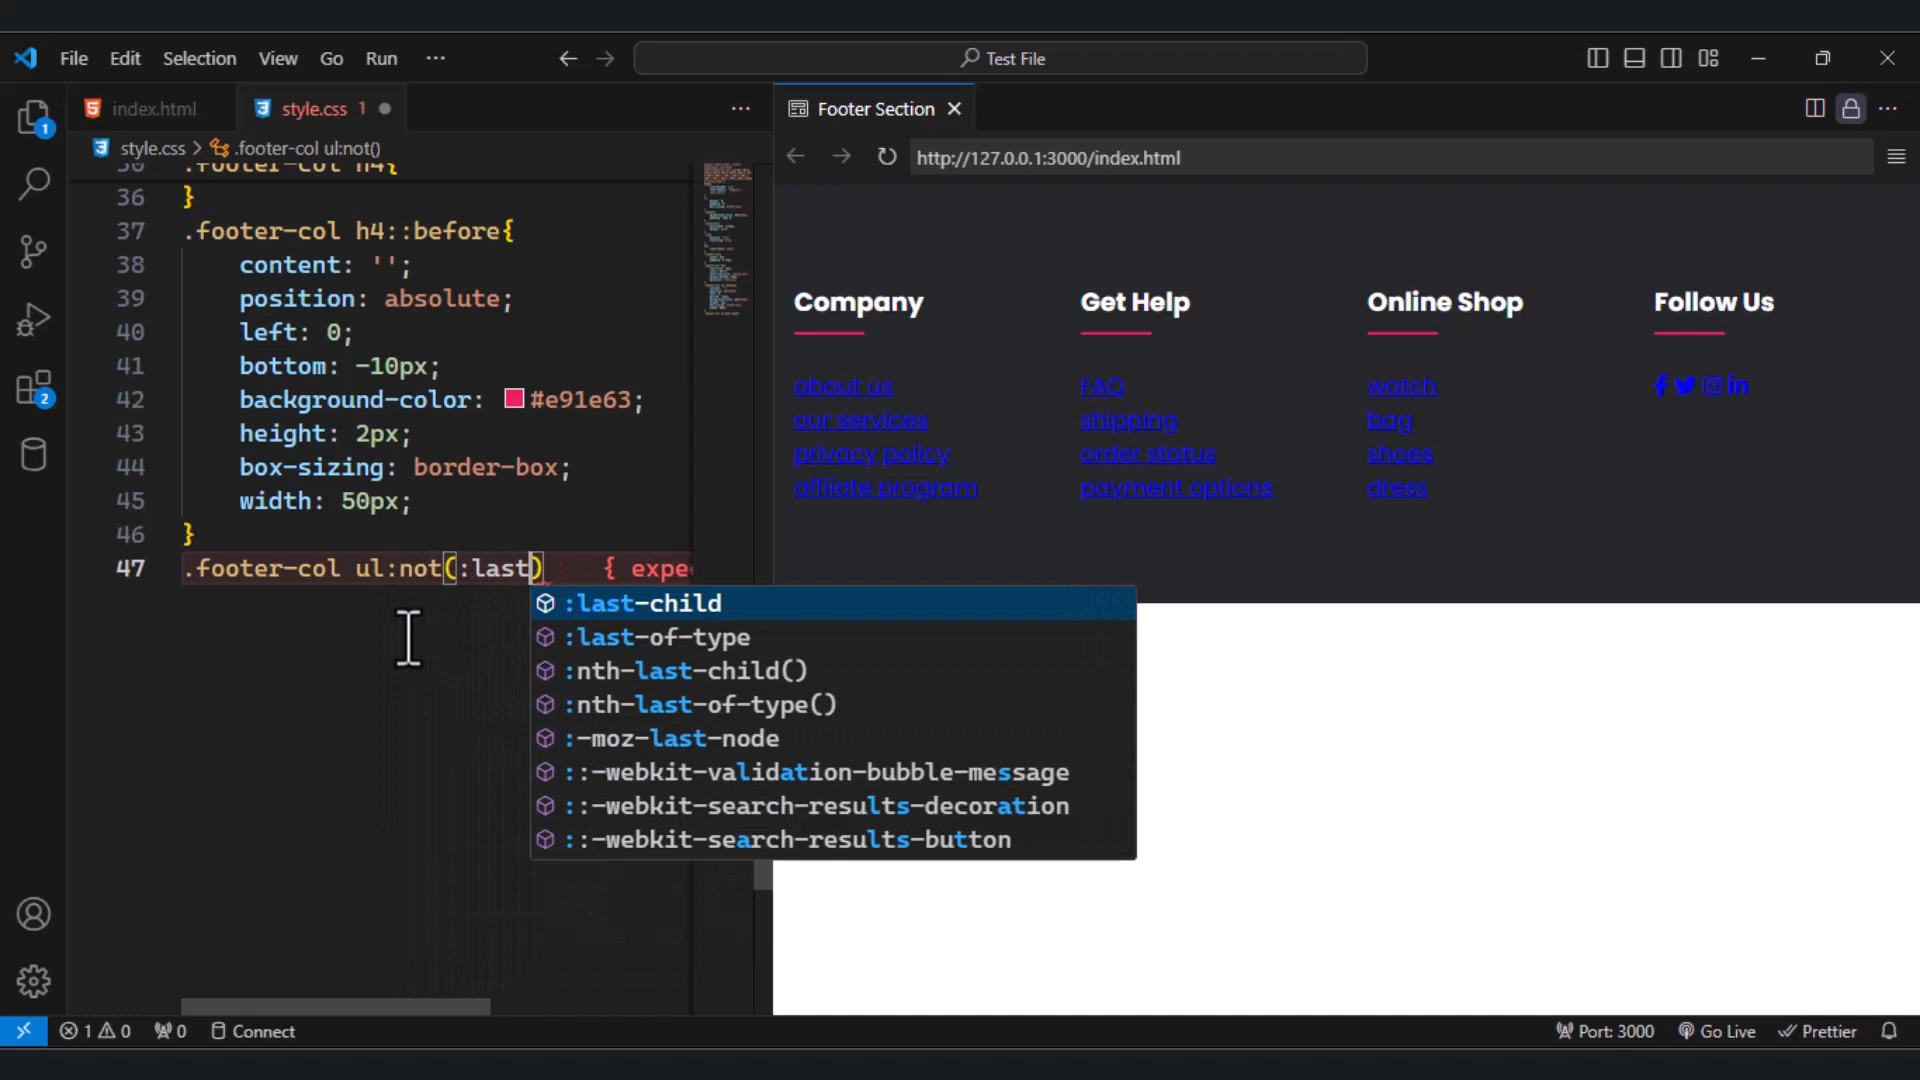 File Edit Selection View Go Run ··· Test File
index.html style.css 1 Footer Section
style.css > .footer-col ul:not() http://127.0.0.1:3000/index.html
.footer-col h4{
36 }
37 .footer-col h4::before{
38 content: '';
39 position: absolute;
40 left: 0;
41 bottom: -10px;
42 background-color: #e91e63;
43 height: 2px;
44 box-sizing: border-box;
45 width: 50px;
46 }
47 .footer-col ul:not(:last) { expe
:last-child
:last-of-type
:nth-last-child()
:nth-last-of-type()
:-moz-last-node
::-webkit-validation-bubble-message
::-webkit-search-results-decoration
::-webkit-search-results-button
Company
about us
our services
privacy policy
affliate program
Get Help
FAQ
shipping
order status
payment options
Online Shop
watch
bag
shoes
dress
Follow Us
1
2
1 0 0 Connect Port: 3000 Go Live Prettier